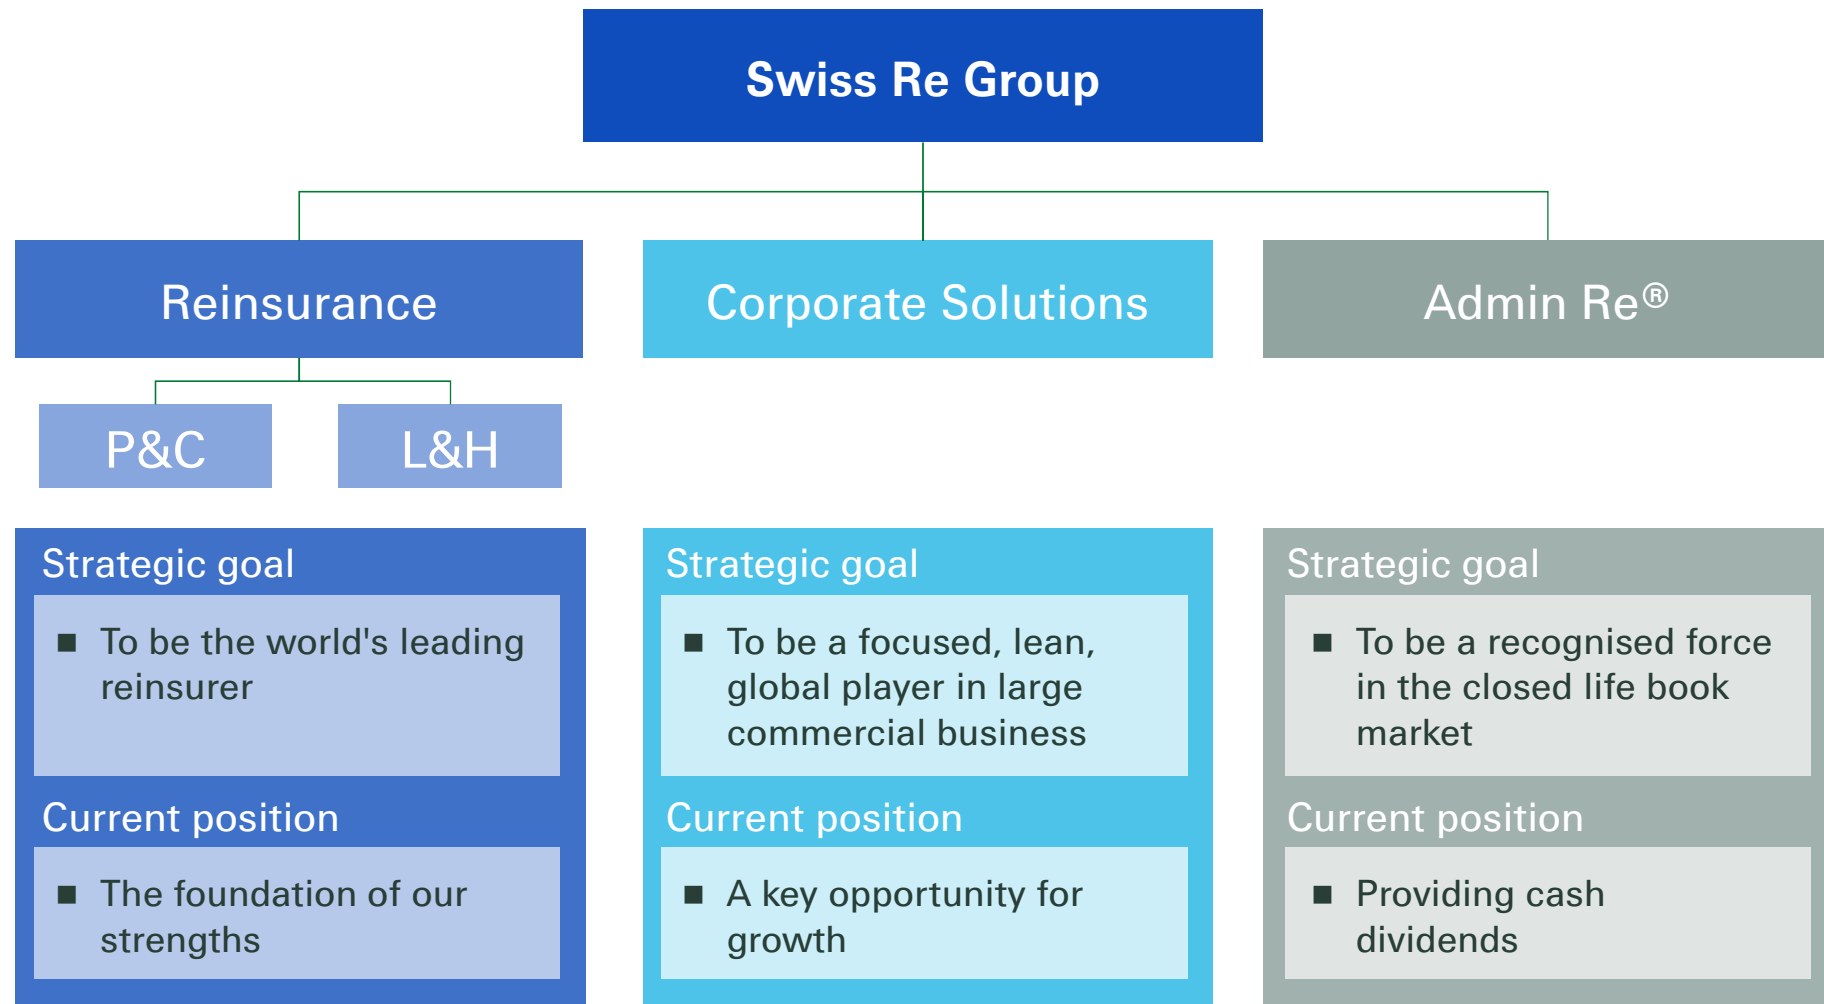 Swiss Re Group
Reinsurance
Corporate Solutions
Admin Re®
P&C
L&H
Strategic goal
■ To be the world's leading
reinsurer
Current position
■ The foundation of our
strengths
Strategic goal
■ To be a focused, lean,
global player in large
commercial business
Current position
■ A key opportunity for
growth
Strategic goal
■ To be a recognised force
in the closed life book
market
Current position
■ Providing cash
dividends